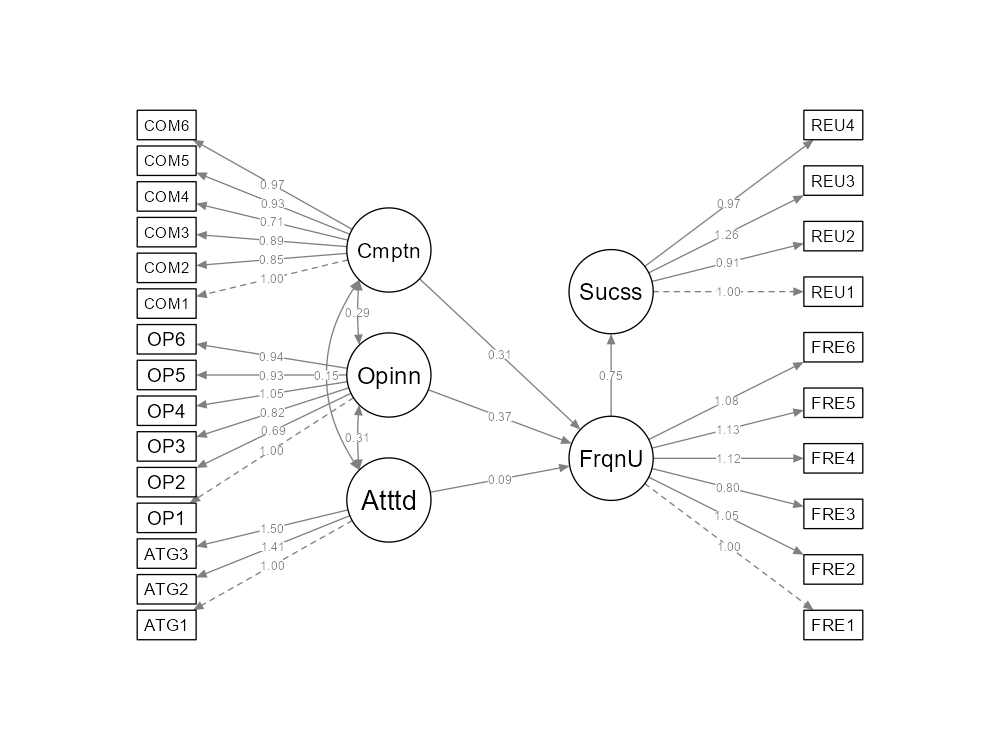 COM6
COM5
COM4
COM3
COM2
COM1
OP6
OP5
OP4
OP3
OP2
OP1
ATG3
ATG2
ATG1
0.97
0.93
0.71
0.89
0.85
1.00
0.94
0.93
1.05
0.82
0.69
1.00
1.50
1.41
1.00
Cmptn
Opinn
Atttd
0.29
0.15
0.31
0.31
0.37
0.09
Sucss
0.75
FrqnU
0.97
1.26
0.91
1.00
1.08
1.13
1.12
0.80
1.05
1.00
REU4
REU3
REU2
REU1
FRE6
FRE5
FRE4
FRE3
FRE2
FRE1